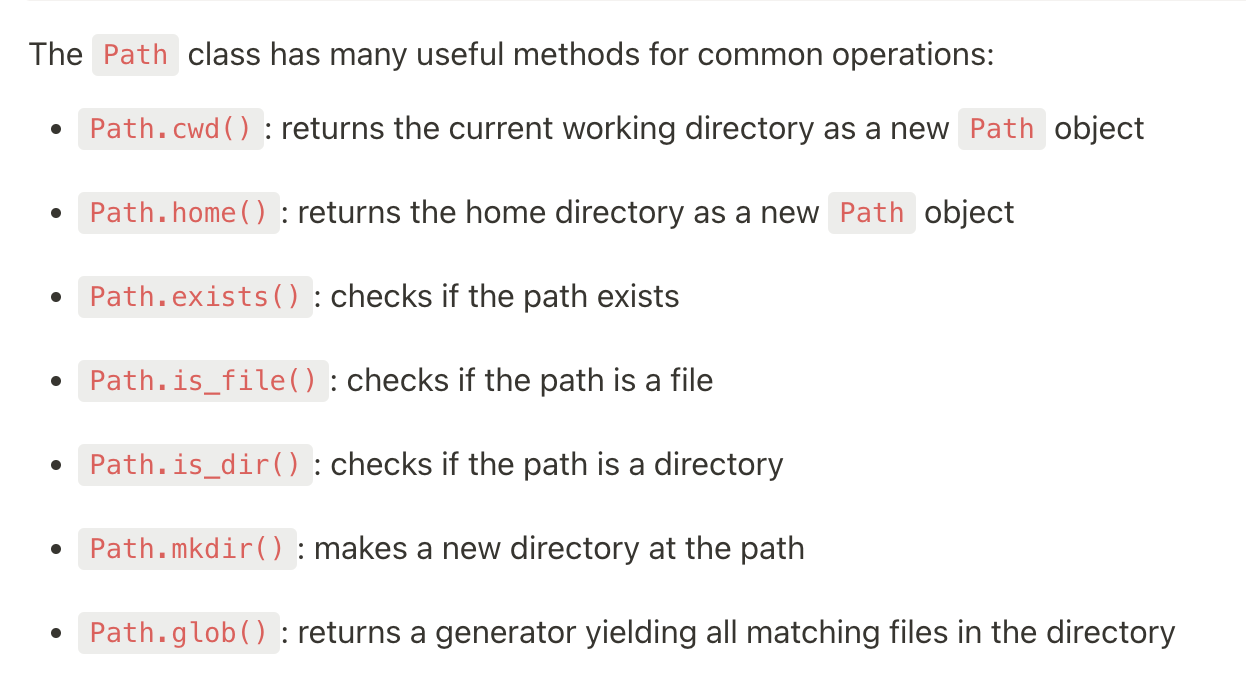 The Path class has many useful methods for common operations:
• Path.cwd(): returns the current working directory as a new Path object
• Path.home(): returns the home directory as a new Path object
• Path.exists(): checks if the path exists
• Path.is_file(): checks if the path is a file
• Path.is_dir(): checks if the path is a directory
• Path.mkdir(): makes a new directory at the path
• Path.glob(): returns a generator yielding all matching files in the directory